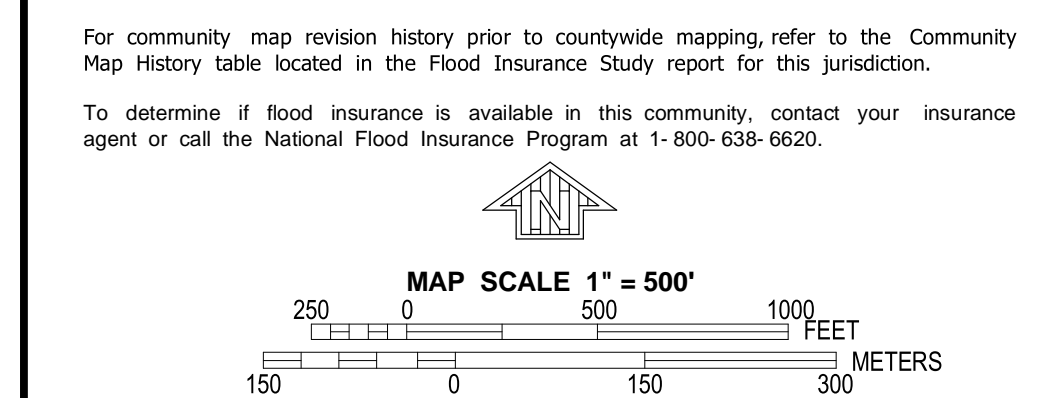 For community map revision history prior to countywide mapping, refer to the Community
Map History table located in the Flood Insurance Study report for this jurisdiction.
To determine if flood insurance is available in this community, contact your insurance
agent or call the National Flood Insurance Program at 1- 800- 638- 6620.
N
MAP SCALE 1" = 500'
250 0 500 1000
FEET
METERS
150 0 150 300